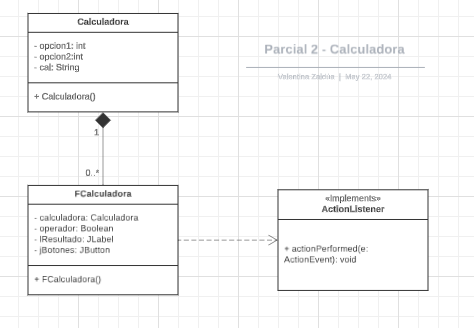 Calculadora
- opcion1: int
- opcion2:int
- cal: String
+ Calculadora()
Parcial 2 - Calculadora
Valentina Zainúa | May 22, 2024
1
0..*
FCalculadora
- calculadora: Calculadora
- operador: Boolean
- lResultado: JLabel
- jBotones: JButton
+ FCalculadora()
«Implements»
ActionListener
+ actionPerformed(e:
ActionEvent): void